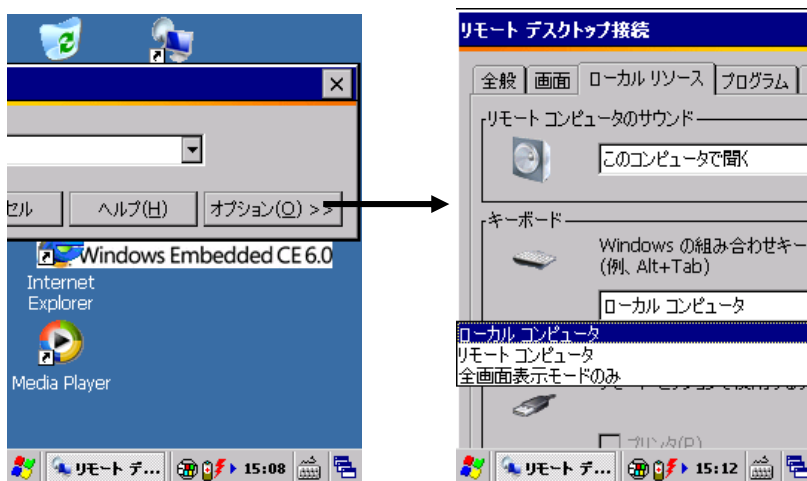 セル
ヘルプ(H)
オプション(O) >>
Windows Embedded CE 6.0
Internet
Explorer
Media Player
リモート デ...
15:08
リモート デスクトップ接続
全般
画面
ローカル リソース
プログラム
リモート コンピュータのサウンド
このコンピュータで聞く
キーボード
Windows の組み合わせキー
(例、Alt+Tab)
ローカル コンピュータ
ローカル コンピュータ
リモート コンピュータ
全画面表示モードのみ
プリンタ(P)
リモート デ...
15:12